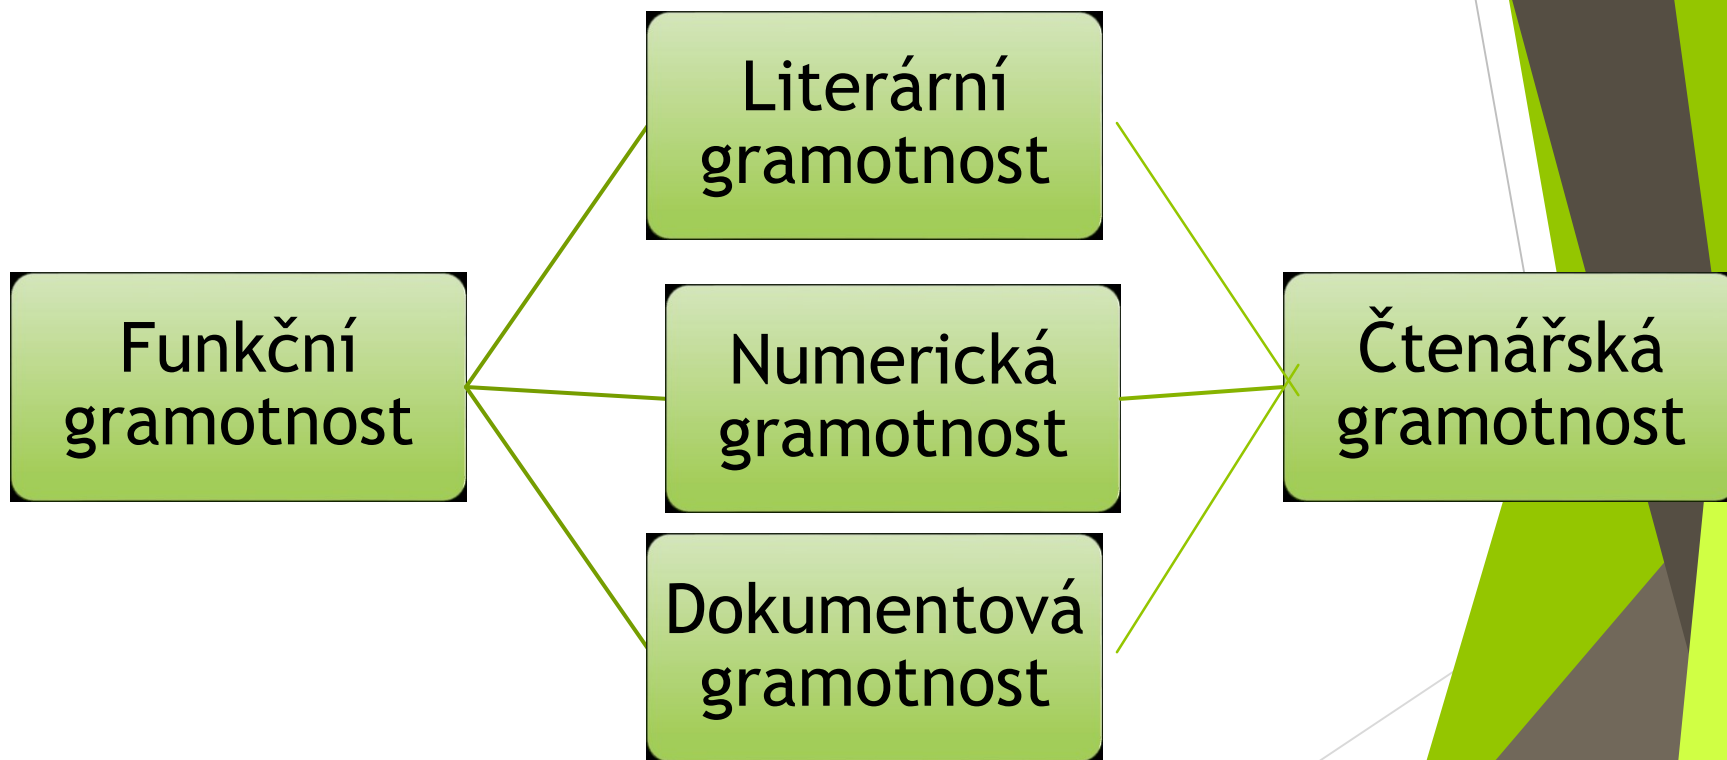 Literární
gramotnost
Funkční
gramotnost
Numerická
gramotnost
Čtenářská
gramotnost
Dokumentová
gramotnost